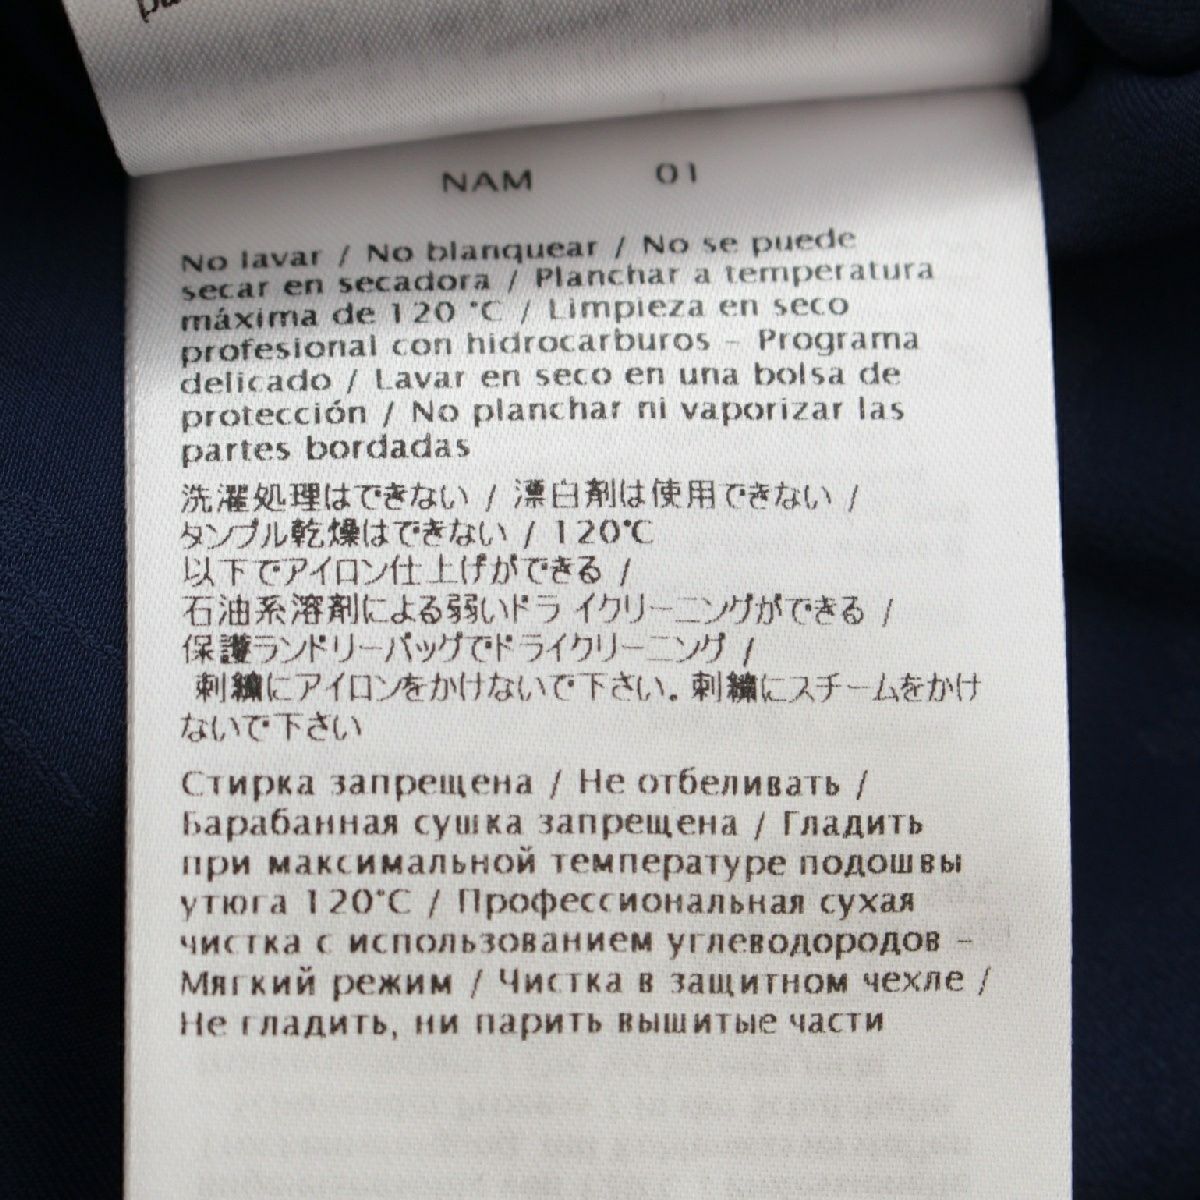 NAM 01
No lavar / No blanquear / No se puede
secar en secadora / Planchar a temperatura
máxima de 120 °C / Limpieza en seco
profesional con hidrocarburos – Programa
delicado / Lavar en seco en una bolsa de
protección / No planchar ni vaporizar las
partes bordadas
洗濯処理はできない / 漂白剤は使用できない /
タンブル乾燥はできない / 120℃
以下でアイロン仕上げができる /
石油系溶剤による弱いドライクリーニングができる /
保護ランドリーバッグでドライクリーニング /
刺繍にアイロンをかけないで下さい。刺繍にスチームをかけ
ないで下さい
Стирка запрещена / Не отбеливать /
Барабанная сушка запрещена / Гладить
при максимальной температуре подошвы
утюга 120°C / Профессиональная сухая
чистка с использованием углеводородов –
Мягкий режим / Чистка в защитном чехле /
Не гладить, ни парить вышитые части